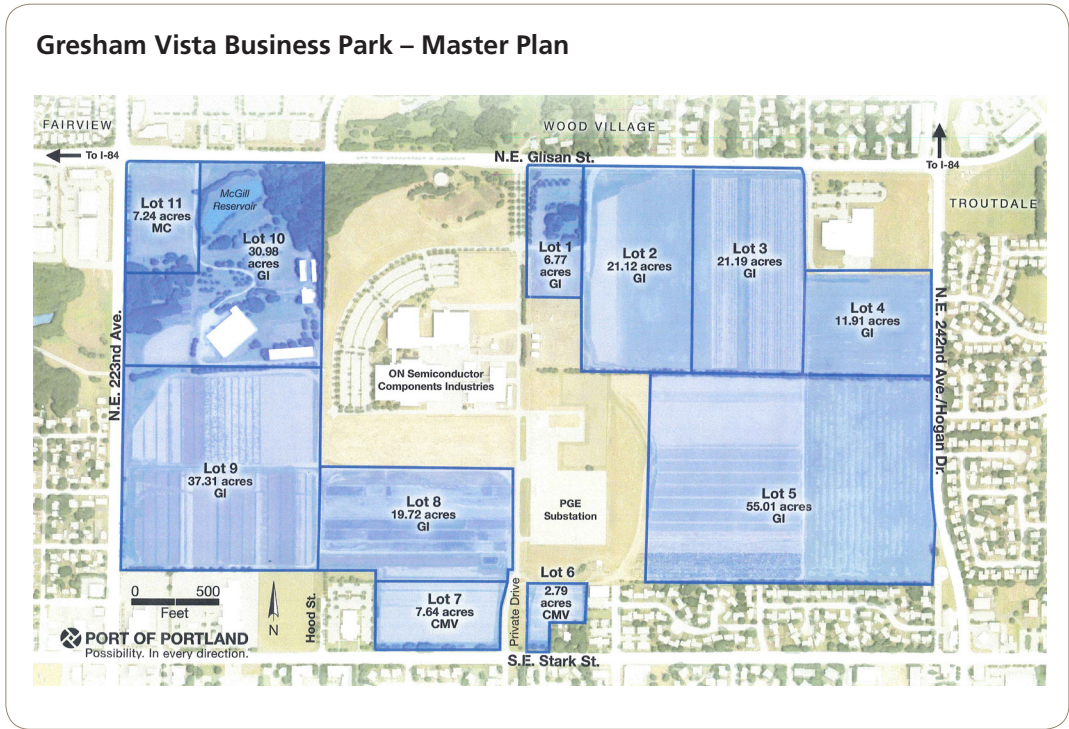 Gresham Vista Business Park – Master Plan
FAIRVIEW
WOOD VILLAGE
To I-84
N.E. Glisan St.
To I-84
TROUTDALE
Lot 11
7.24 acres
MC
McGill
Reservoir
Lot 10
30.98
acres
GI
Lot 1
6.77
acres
GI
Lot 2
21.12 acres
GI
Lot 3
21.19 acres
GI
Lot 4
11.91 acres
GI
N.E. 223nd Ave.
N.E. 242nd Ave./Hogan Dr.
ON Semiconductor
Components Industries
Lot 9
37.31 acres
GI
Lot 8
19.72 acres
GI
PGE
Substation
Lot 5
55.01 acres
GI
Lot 6
2.79
acres
CMV
Lot 7
7.64 acres
CMV
Private Drive
Hood St.
0 500
Feet
N
PORT OF PORTLAND
Possibility. In every direction.
S.E. Stark St.